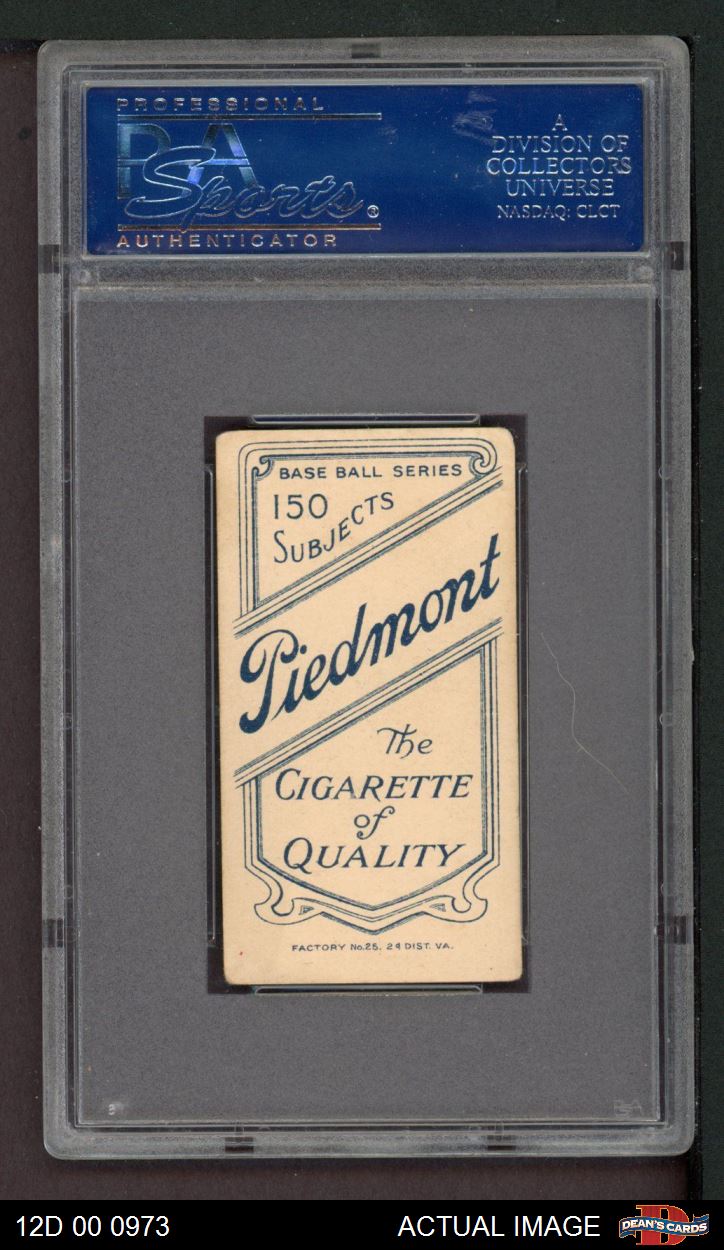 PROFESSIONAL
PSA
Sports®
AUTHENTICATOR
A
DIVISION OF
COLLECTORS
UNIVERSE
NASDAQ: CLCT
BASE BALL SERIES
150
SUBJECTS
Piedmont
The
CIGARETTE
of
QUALITY
FACTORY No. 25. 2d DIST. VA.
PSA
12D 00 0973
ACTUAL IMAGE
D
DEAN'S CARDS